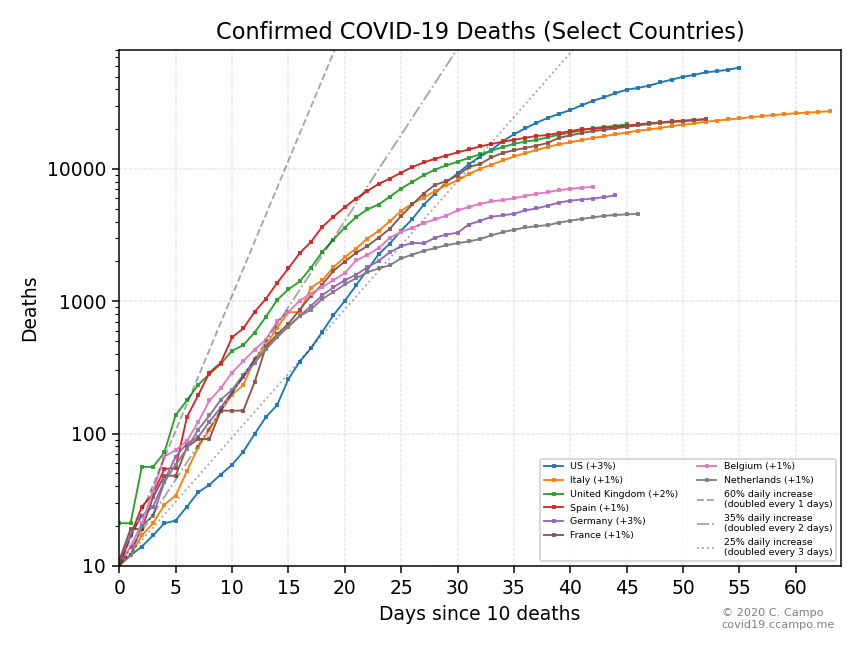 Confirmed COVID-19 Deaths (Select Countries)
Deaths
10000
1000
100
10
0 5 10 15 20 25 30 35 40 45 50 55 60
Days since 10 deaths
US (+3%)
Italy (+1%)
United Kingdom (+2%)
Spain (+1%)
Germany (+3%)
France (+1%)
Belgium (+1%)
Netherlands (+1%)
60% daily increase
(doubled every 1 days)
35% daily increase
(doubled every 2 days)
25% daily increase
(doubled every 3 days)
© 2020 C. Campo
covid19.ccampo.me